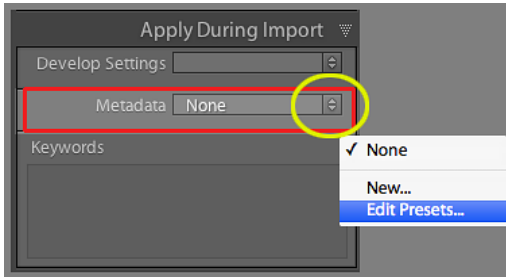 Apply During Import
Develop Settings
Metadata None
Keywords
✓ None
New...
Edit Presets...